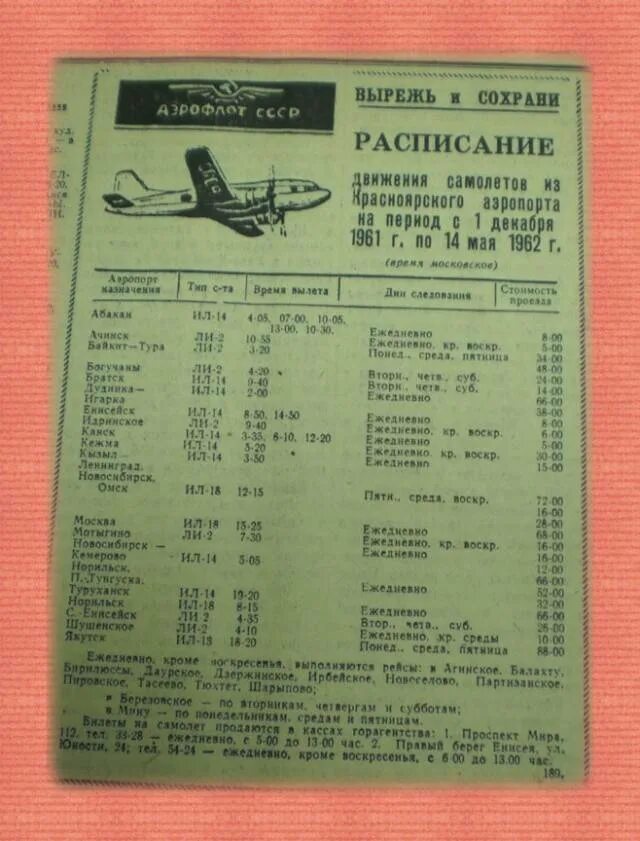 АЭРОФЛОТ СССР
ВЫРЕЖЬ и СОХРАНИ
РАСПИСАНИЕ
движения самолетов из
Красноярского аэропорта
на период с 1 декабря
1961 г. по 14 мая 1962 г.
(время московское)
Аэропорт назначения Тип с-та Время вылета Дни следования Стоимость проезда
Абакан ИЛ-14 4-05, 07-00, 10-05,
13-00, 10-30. Ежедневно 8-00
Ачинск ЛИ-2 10-55 Ежедневно, кр. воскр. 5-00
Байкит-Тура ЛИ-2 3-20 Понед., среда, пятница 34-00
48-00
Богучаны ЛИ-2 4-20 Вторн., четв., суб. 24-00
Братск ИЛ-14 9-40 Вторн., четв., суб. 14-00
Дудинка— ИЛ-14 2-00 Ежедневно 66-00
Игарка 38-00
Енисейск ИЛ-14 8-50, 14-50 Ежедневно 8-00
Идринское ЛИ-2 9-40 Ежедневно, кр. воскр. 6-00
Канск ИЛ-14 3-35, 8-10, 12-20 Ежедневно 5-00
Кежма ИЛ-14 5-20 Ежедневно, кр. воскр. 30-00
Кызыл— ИЛ-14 3-50 Ежедневно 15-00
Ленинград,
Новосибирск,
Омск ИЛ-18 12-15 Пятн., среда, воскр. 72-00
16-00
28-00
Москва ИЛ-18 15-25 Ежедневно 68-00
Мотыгино ЛИ-2 7-30 Ежедневно, кр. воскр. 16-00
Новосибирск — 16-00
Кемерово ИЛ-14 5-05 Ежедневно 12-00
Норильск, 66-00
П.-Тунгуска,
Туруханск ИЛ-14 19-20 Ежедневно 52-00
32-00
Норильск ИЛ-18 8-15 Ежедневно 66-00
С.-Енисейск ЛИ 2 4-35 Втор., четв., суб. 26-00
Шушенское ЛИ-2 4-10 Ежедневно, кр. среды 10-00
Якутск ИЛ-18 18-20 Понед., среда, пятница 88-00
Ежедневно, кроме воскресенья, выполняются рейсы: в Агинское, Балахту,
Бирилюссы, Даурское, Дзержинское, Ирбейское, Новоселово, Партизанское,
Пировское, Тасеево, Тюхтет, Шарыпово;
в Березовское — по вторникам, четвергам и субботам;
в Мину — по понедельникам, средам и пятницам.
Билеты на самолет продаются в кассах горагентства: 1. Проспект Мира,
112, тел. 33-28 — ежедневно, с 5-00 до 13 00 час. 2. Правый берег Енисея, ул.
Юности, 24; тел. 54-24 — ежедневно, кроме воскресенья, с 6 00 до 13.00 час.
189.